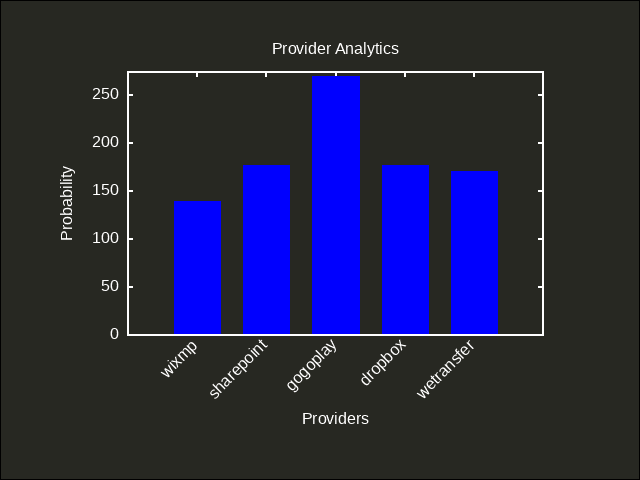 Provider Analytics
250
200
150
100
50
0
Probability
wixmp
sharepoint
gogoplay
dropbox
wetransfer
Providers